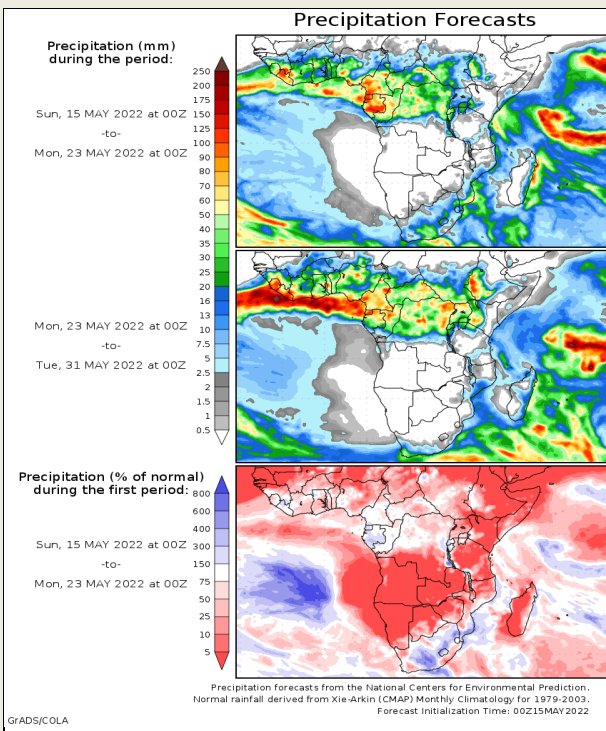 Precipitation Forecasts
Precipitation (mm)
during the period:
Sun, 15 MAY 2022 at 00Z
-to-
Mon, 23 MAY 2022 at 00Z
250
200
175
150
125
100
90
80
70
60
50
40
35
30
25
20
16
13
10
7.5
5
2.5
2
1.5
1
0.5
Mon, 23 MAY 2022 at 00Z
-to-
Tue, 31 MAY 2022 at 00Z
Precipitation (% of normal)
during the first period:
Sun, 15 MAY 2022 at 00Z
-to-
Mon, 23 MAY 2022 at 00Z
800
600
400
300
150
75
50
25
10
5
Precipitation forecasts from the National Centers for Environmental Prediction.
Normal rainfall derived from Xie-Arkin (CMAP) Monthly Climatology for 1979-2003.
Forecast Initialization Time: 00Z15MAY2022
GrADS/COLA